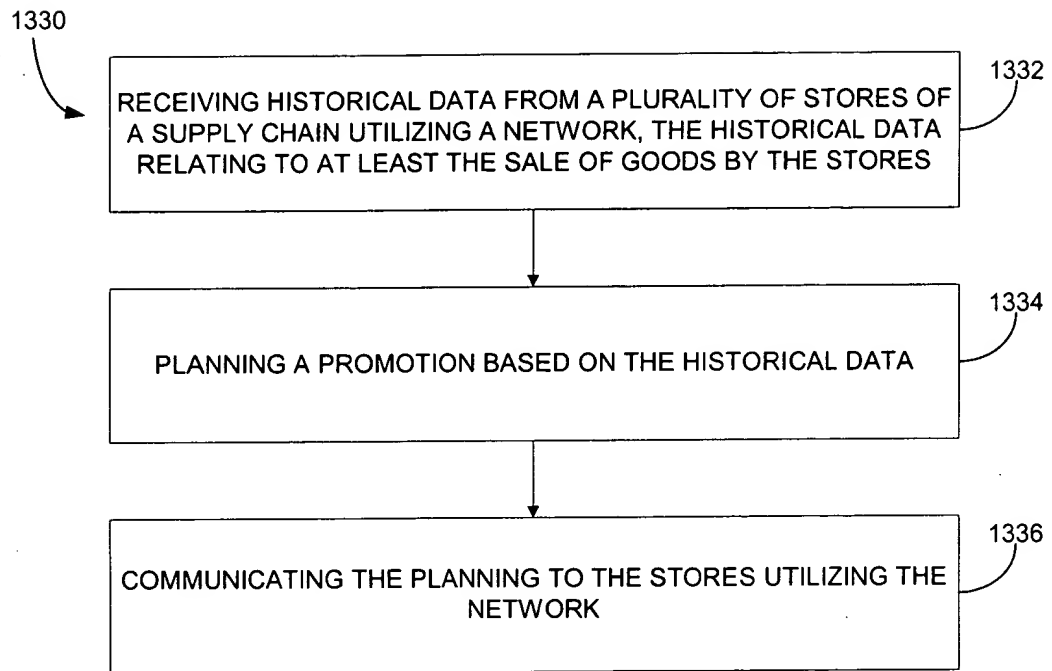 1330
1332
RECEIVING HISTORICAL DATA FROM A PLURALITY OF STORES OF
A SUPPLY CHAIN UTILIZING A NETWORK, THE HISTORICAL DATA
RELATING TO AT LEAST THE SALE OF GOODS BY THE STORES
1334
PLANNING A PROMOTION BASED ON THE HISTORICAL DATA
1336
COMMUNICATING THE PLANNING TO THE STORES UTILIZING THE
NETWORK